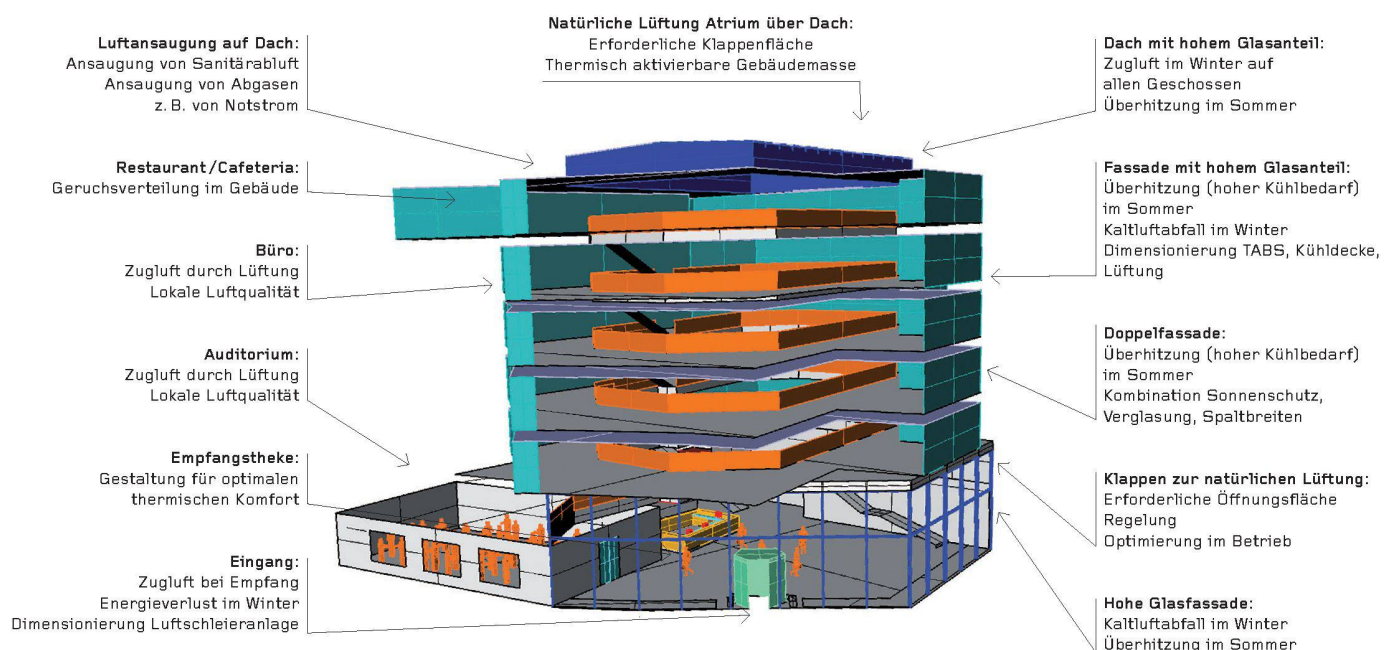 Luftansaugung auf Dach:
Ansaugung von Sanitärabluft
Ansaugung von Abgasen
z. B. von Notstrom
Restaurant/Cafeteria:
Geruchsverteilung im Gebäude
Büro:
Zugluft durch Lüftung
Lokale Luftqualität
Auditorium:
Zugluft durch Lüftung
Lokale Luftqualität
Empfangstheke:
Gestaltung für optimalen
thermischen Komfort
Eingang:
Zugluft bei Empfang
Energieverlust im Winter
Dimensionierung Luftschleieranlage
Natürliche Lüftung Atrium über Dach:
Erforderliche Klappenfläche
Thermisch aktivierbare Gebäudemasse
Dach mit hohem Glasanteil:
Zugluft im Winter auf
allen Geschossen
Überhitzung im Sommer
Fassade mit hohem Glasanteil:
Überhitzung (hoher Kühlbedarf)
im Sommer
Kaltluftabfall im Winter
Dimensionierung TABS, Kühldecke,
Lüftung
Doppelfassade:
Überhitzung (hoher Kühlbedarf)
im Sommer
Kombination Sonnenschutz,
Verglasung, Spaltbreiten
Klappen zur natürlichen Lüftung:
Erforderliche Öffnungsfläche
Regelung
Optimierung im Betrieb
Hohe Glasfassade:
Kaltluftabfall im Winter
Überhitzung im Sommer